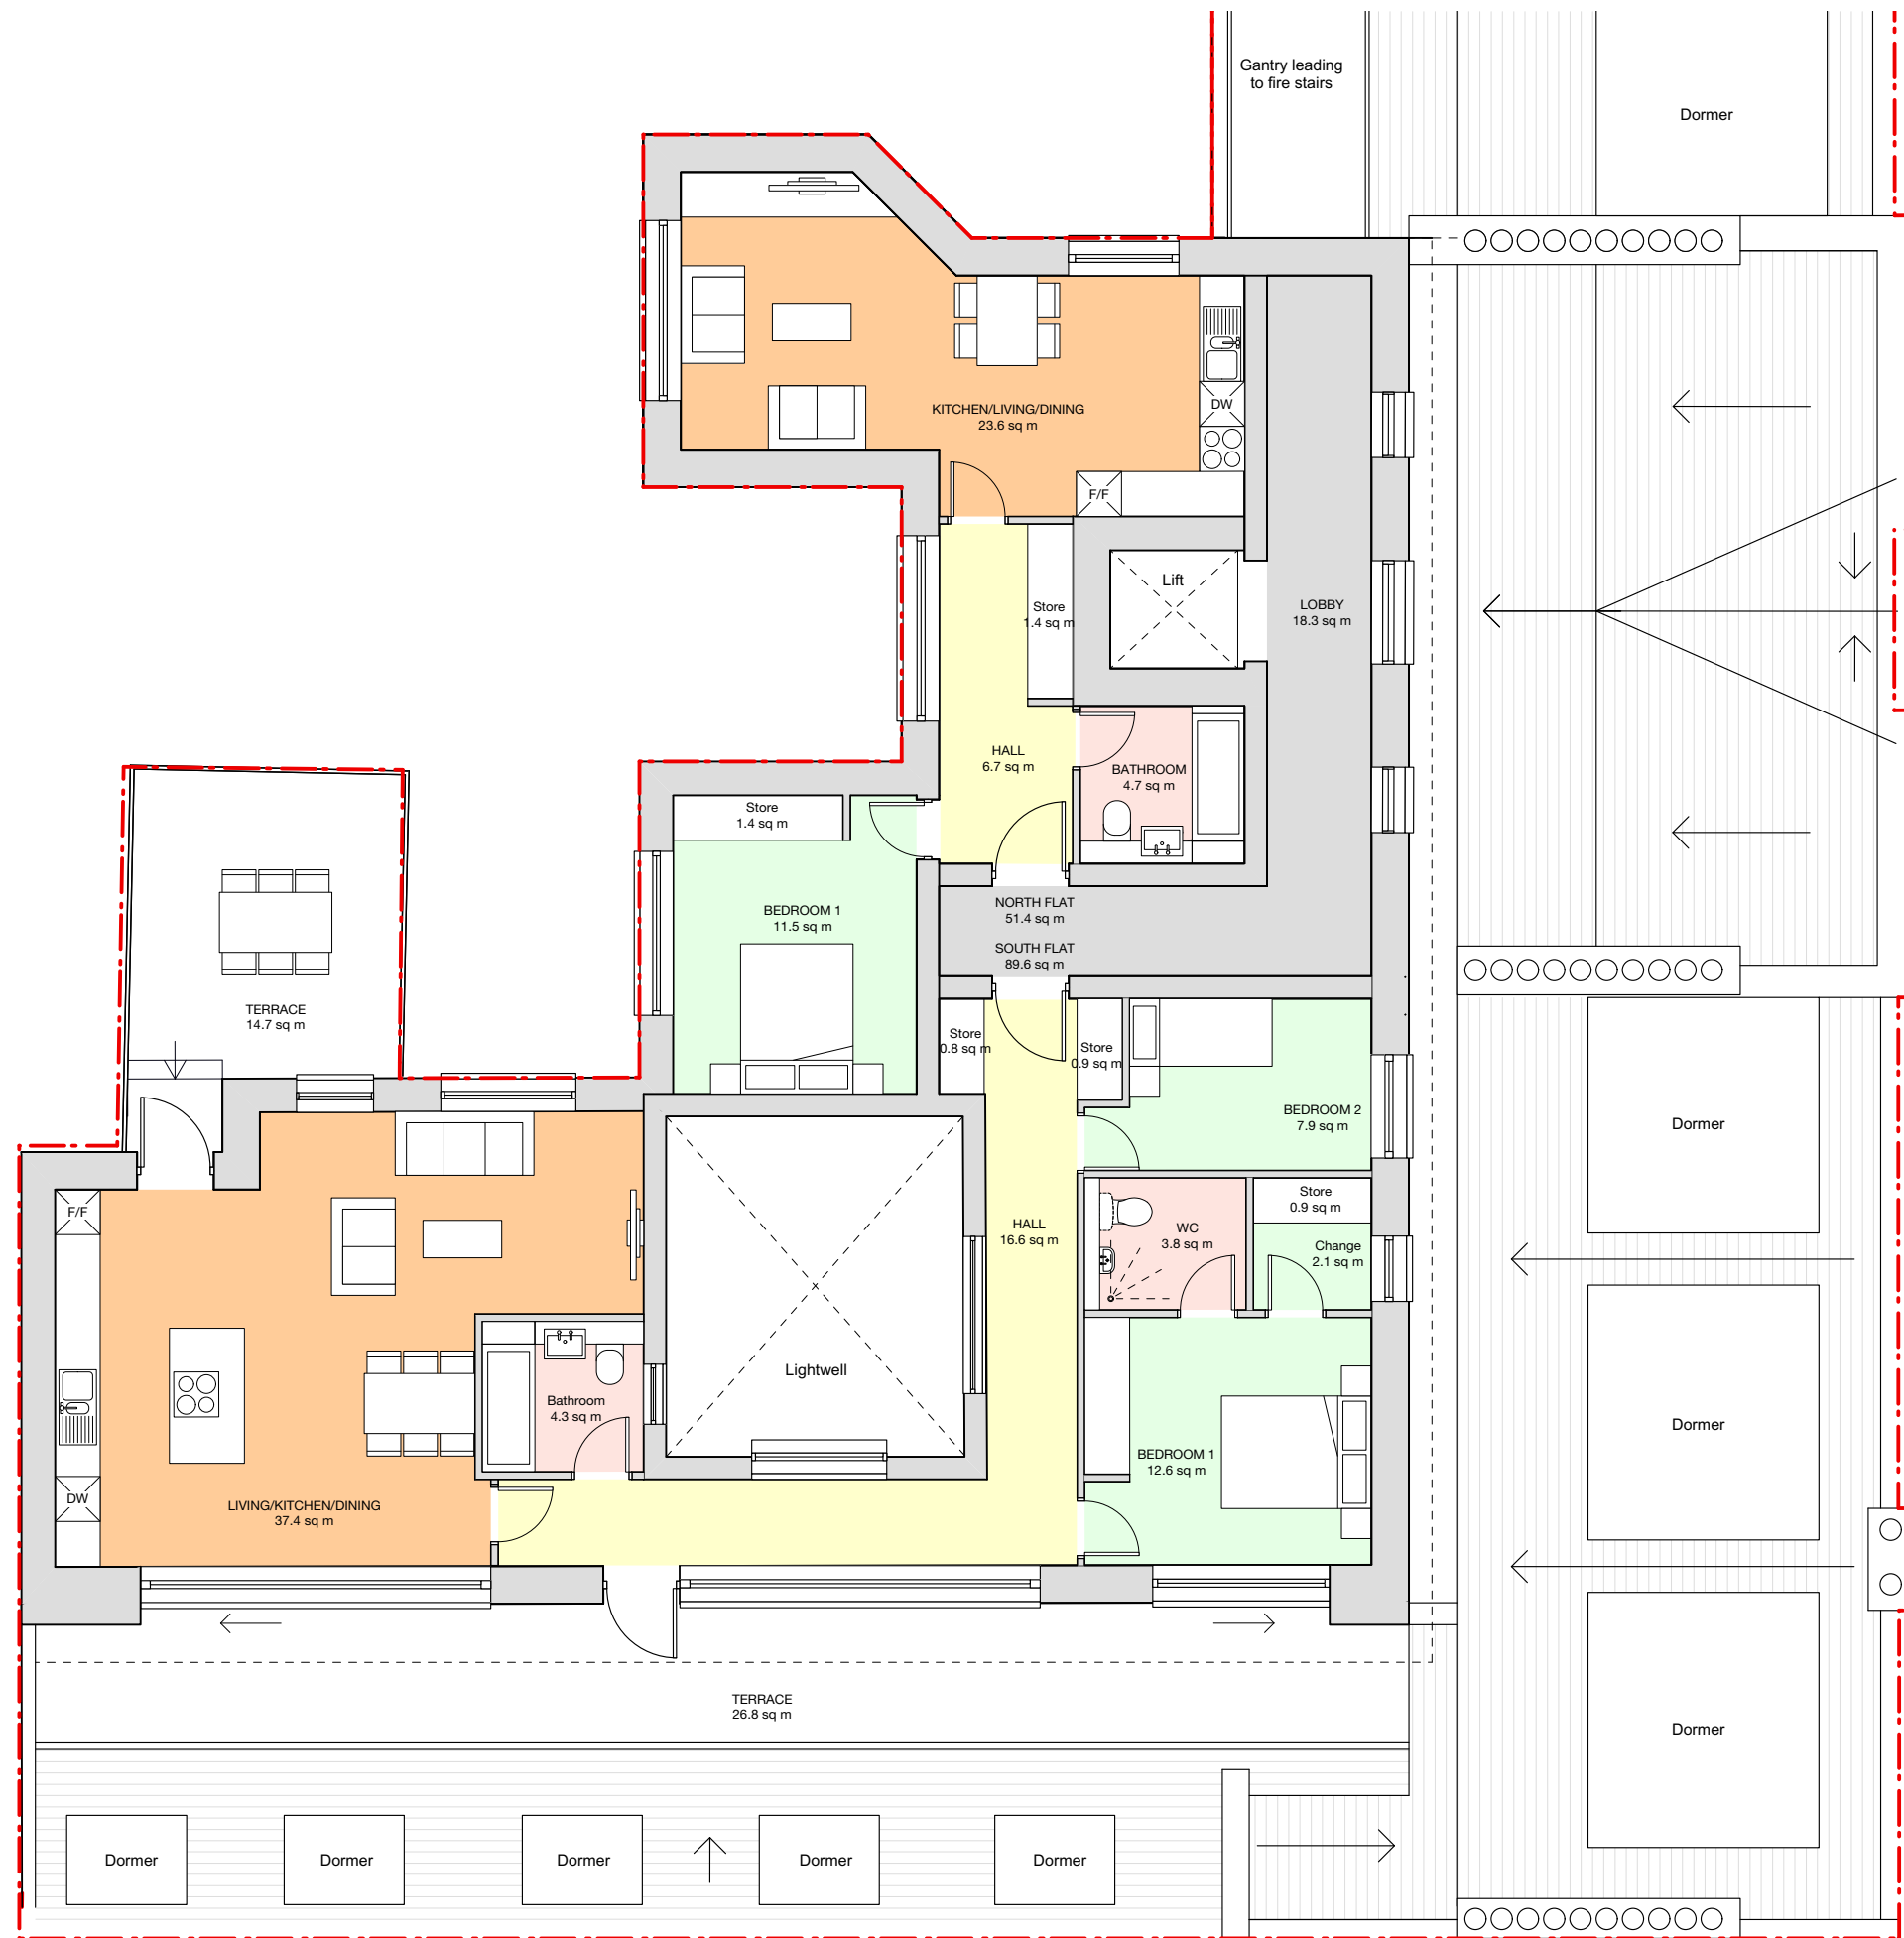 Gantry leading
to fire stairs
Dormer
KITCHEN/LIVING/DINING
23.6 sq m
DW
F/F
Lift
Store
1.4 sq m
LOBBY
18.3 sq m
HALL
6.7 sq m
BATHROOM
4.7 sq m
Store
1.4 sq m
BEDROOM 1
11.5 sq m
NORTH FLAT
51.4 sq m
SOUTH FLAT
89.6 sq m
TERRACE
14.7 sq m
Store
0.8 sq m
Store
0.9 sq m
BEDROOM 2
7.9 sq m
Dormer
F/F
HALL
16.6 sq m
WC
3.8 sq m
Store
0.9 sq m
Change
2.1 sq m
Lightwell
Bathroom
4.3 sq m
Dormer
BEDROOM 1
12.6 sq m
DW
LIVING/KITCHEN/DINING
37.4 sq m
TERRACE
26.8 sq m
Dormer
Dormer
Dormer
Dormer
Dormer
Dormer